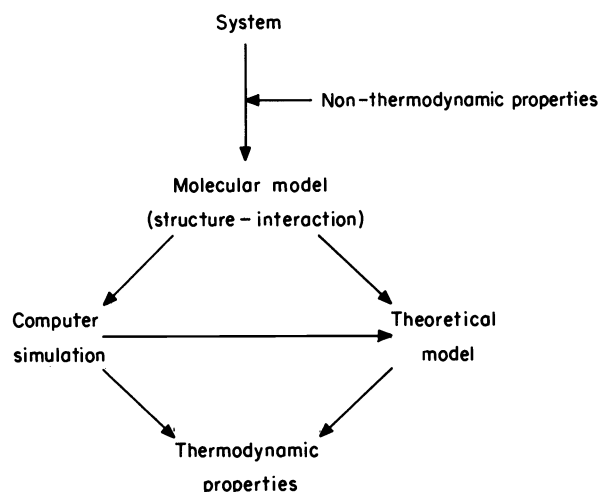 System
Non-thermodynamic properties
Molecular model
(structure - interaction)
Computer
simulation
Theoretical
model
Thermodynamic
properties